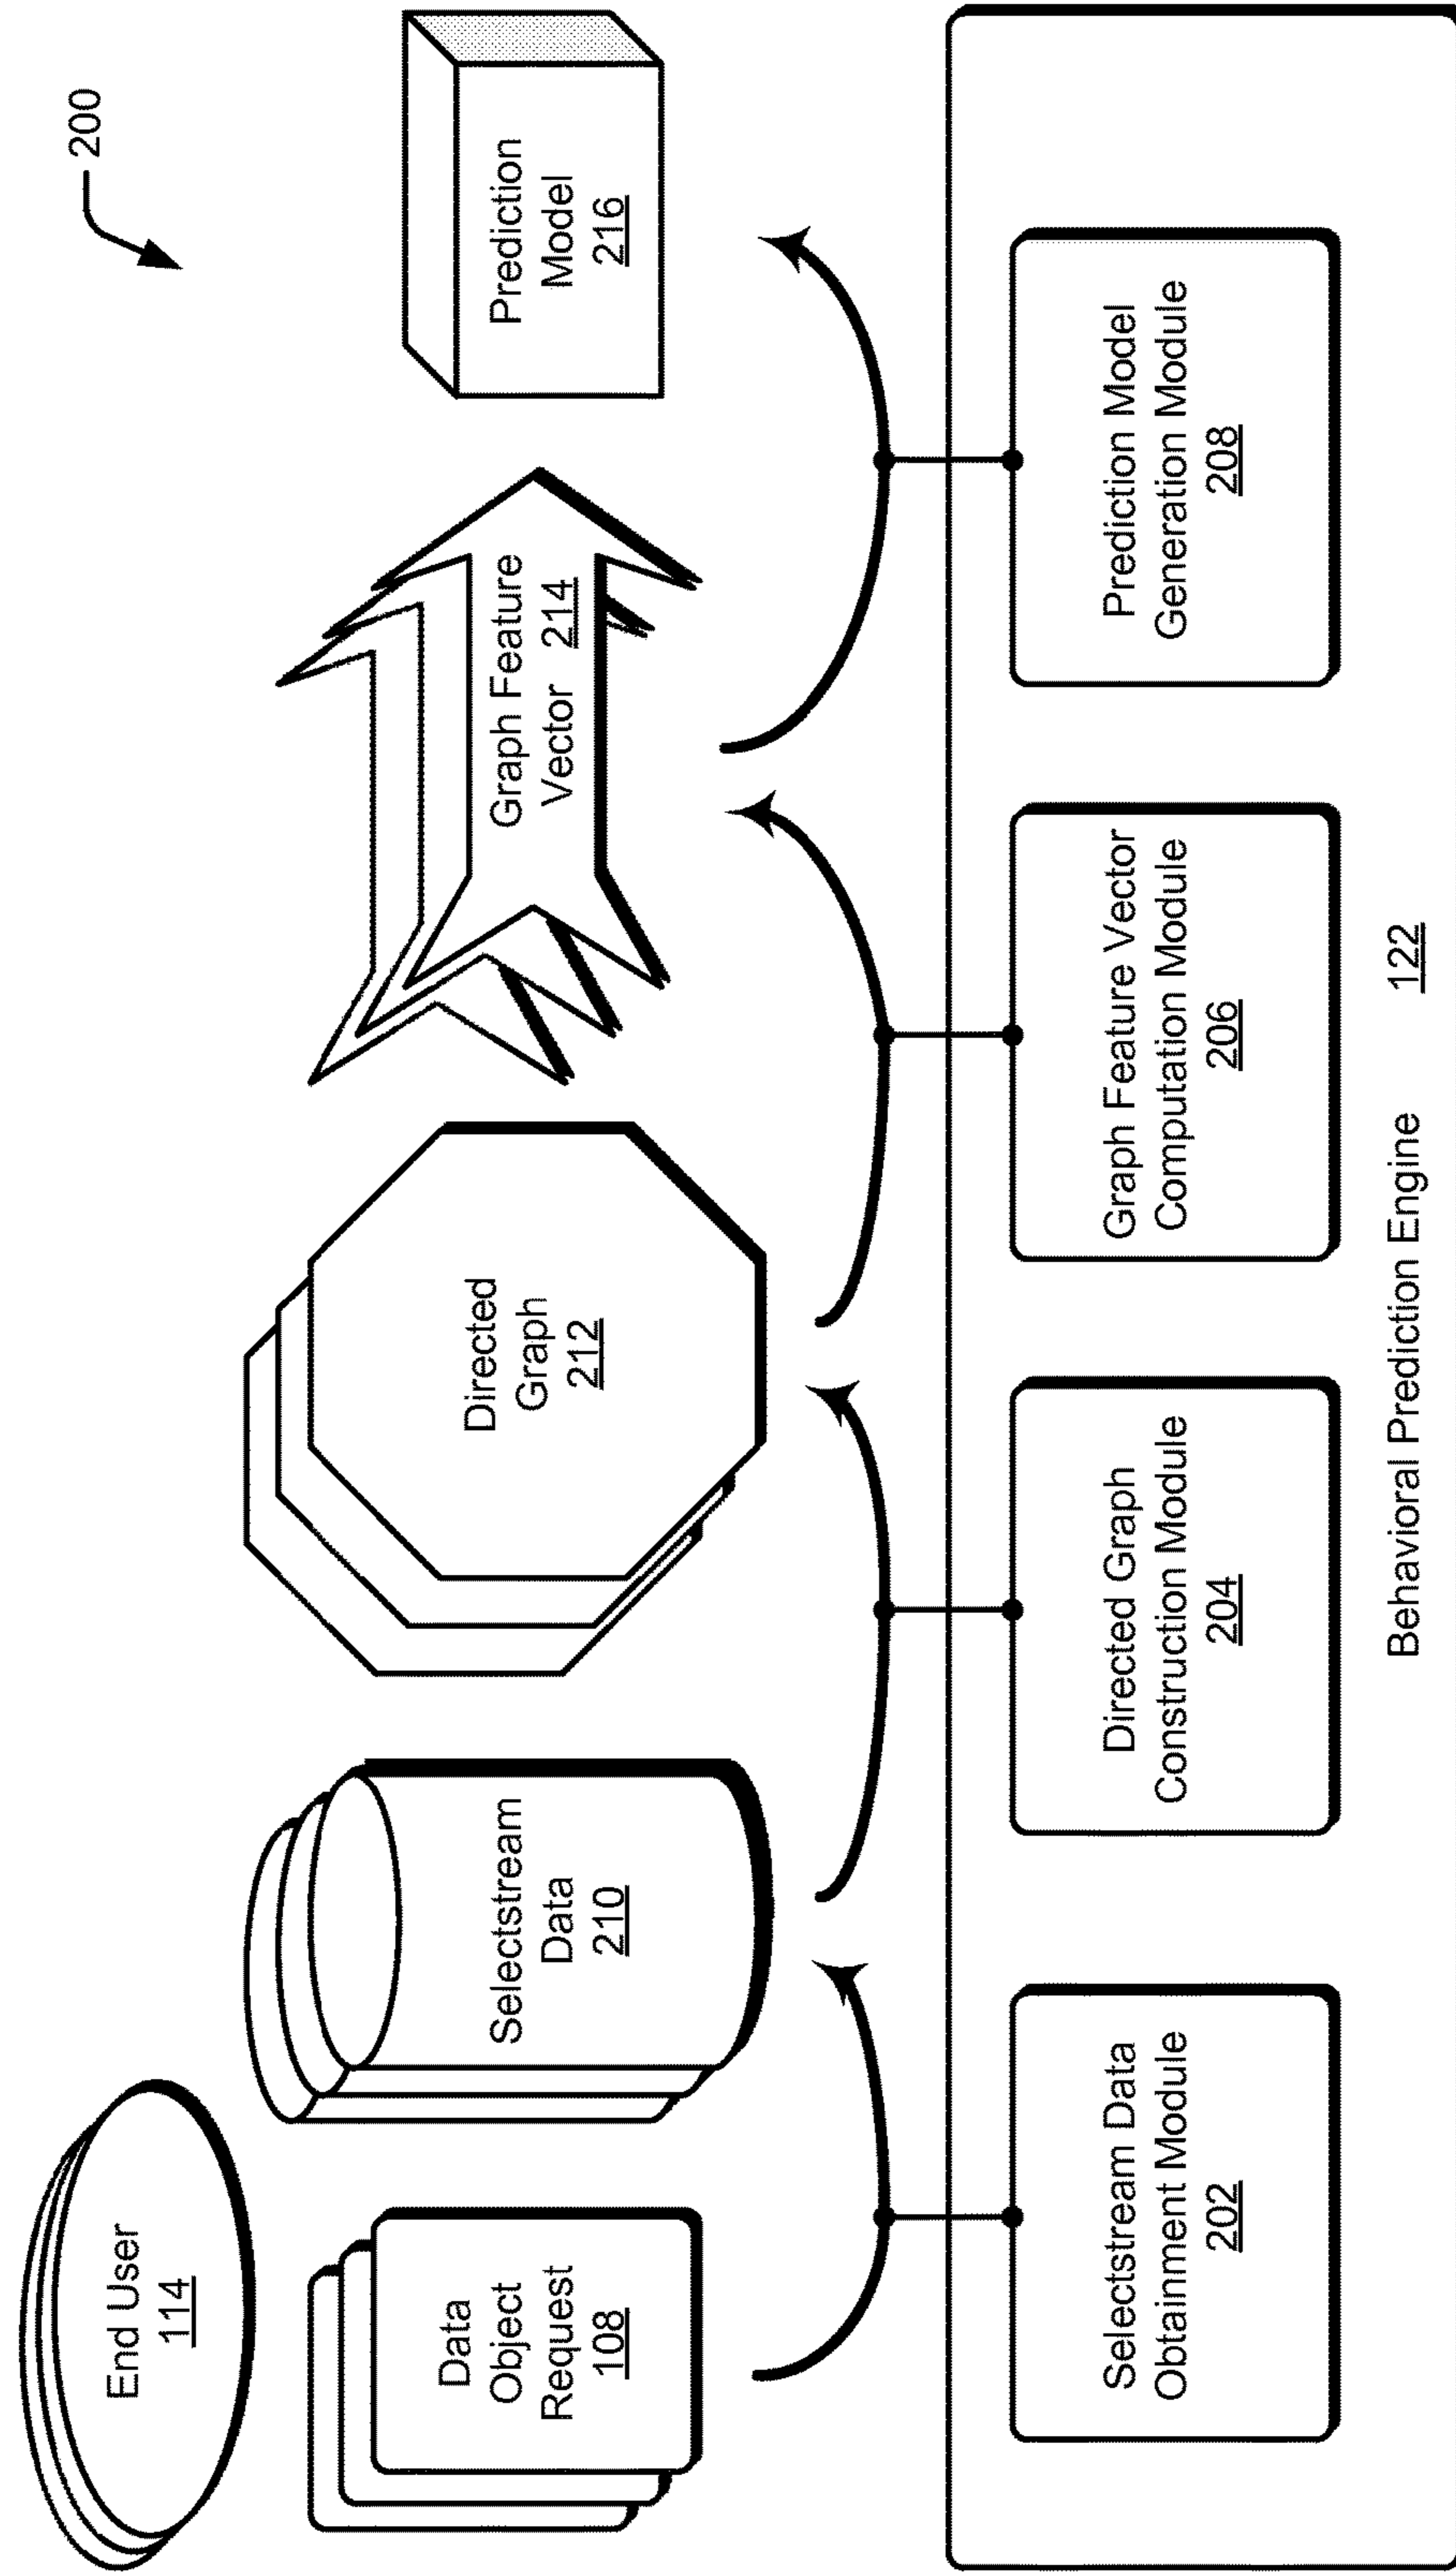 200
End User
114
Data
Object
Request
108
Selectstream
Data
210
Directed
Graph
212
Graph Feature
Vector 214
Prediction
Model
216
Selectstream Data
Obtainment Module
202
Directed Graph
Construction Module
204
Graph Feature Vector
Computation Module
206
Prediction Model
Generation Module
208
Behavioral Prediction Engine 122